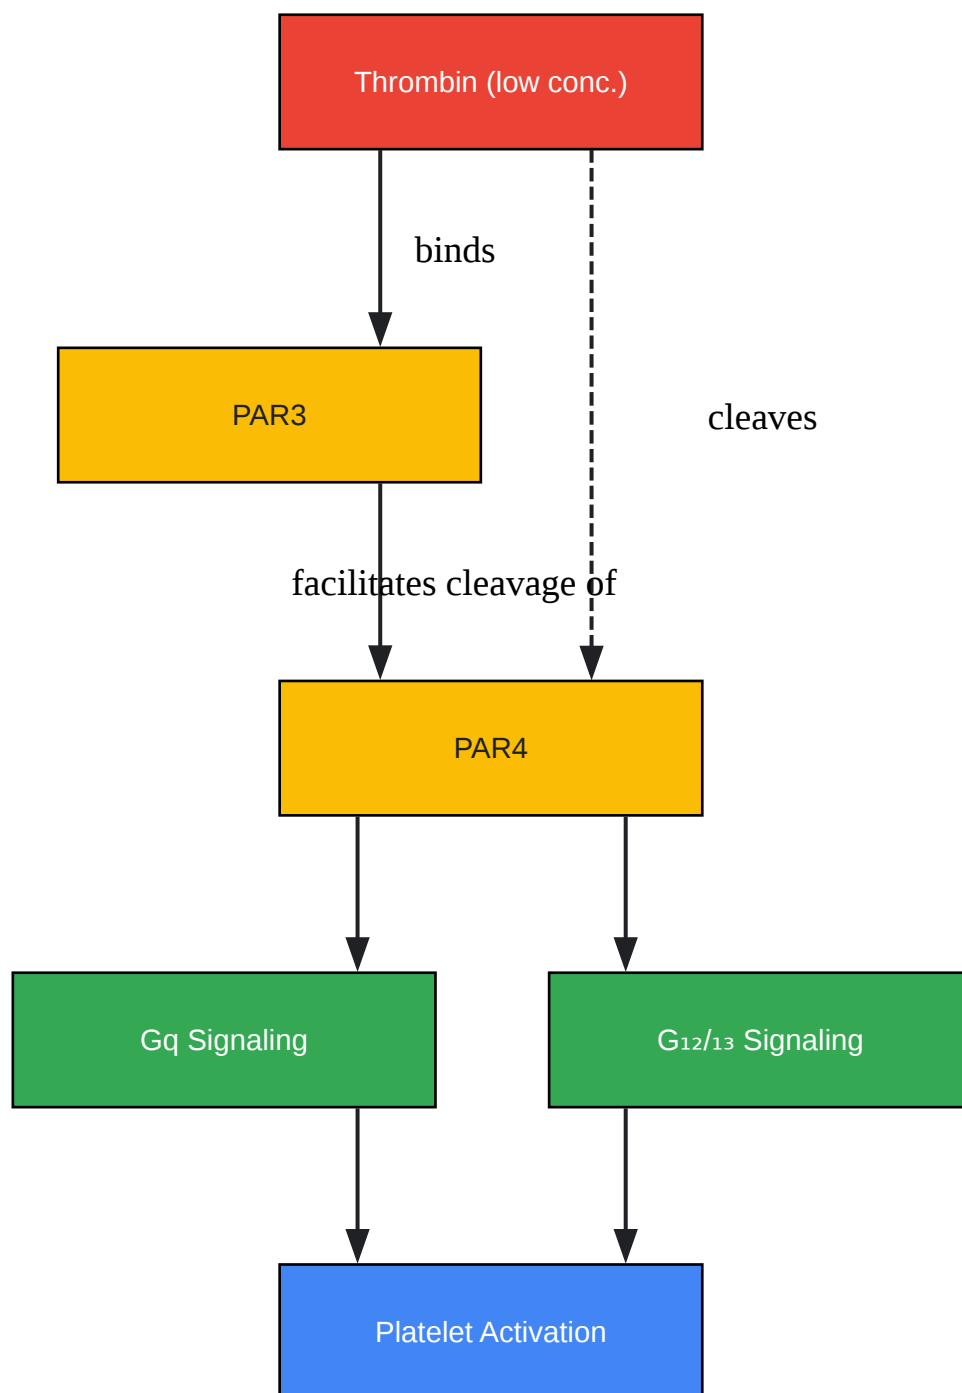 Thrombin (low conc.)
binds
PAR3
cleaves
facilitates cleavage of
PAR4
Gq Signaling
G₁₂/₁₃ Signaling
Platelet Activation